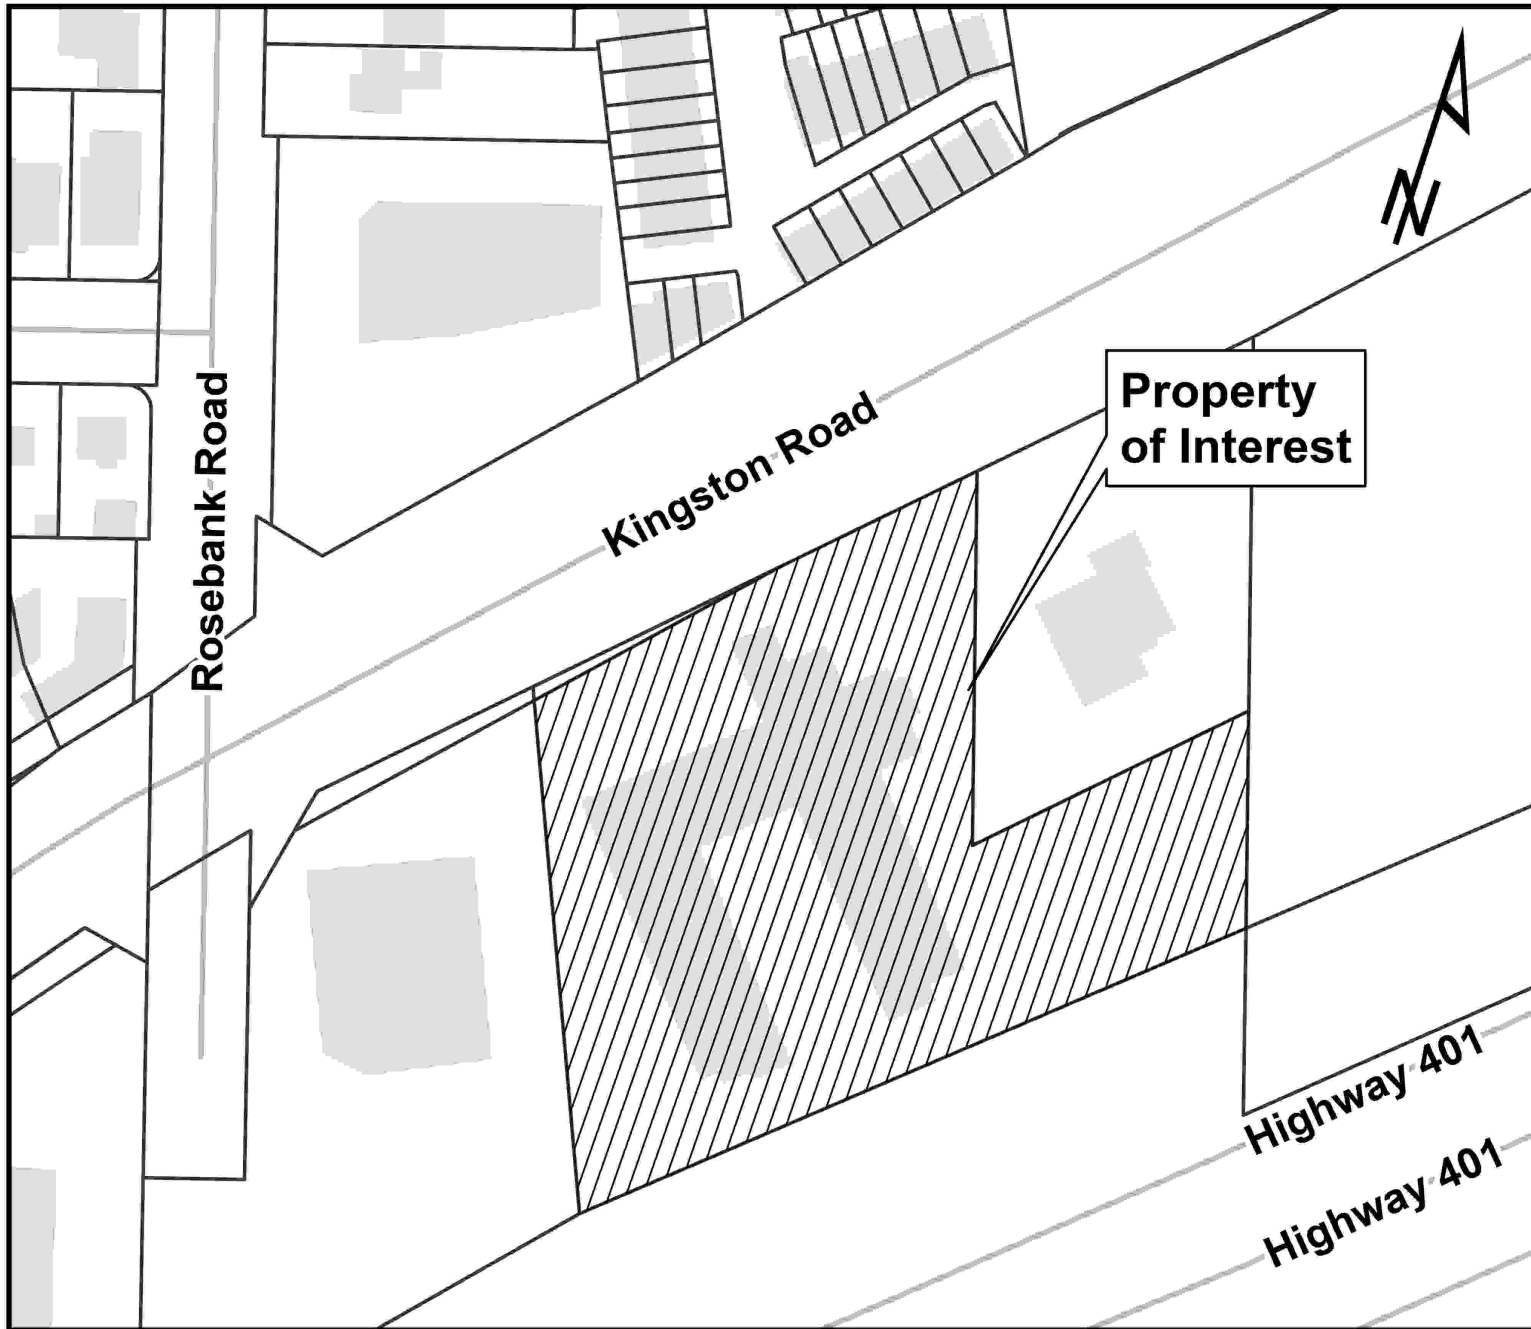 N
Property
of Interest
Kingston Road
Rosebank Road
Highway 401
Highway 401